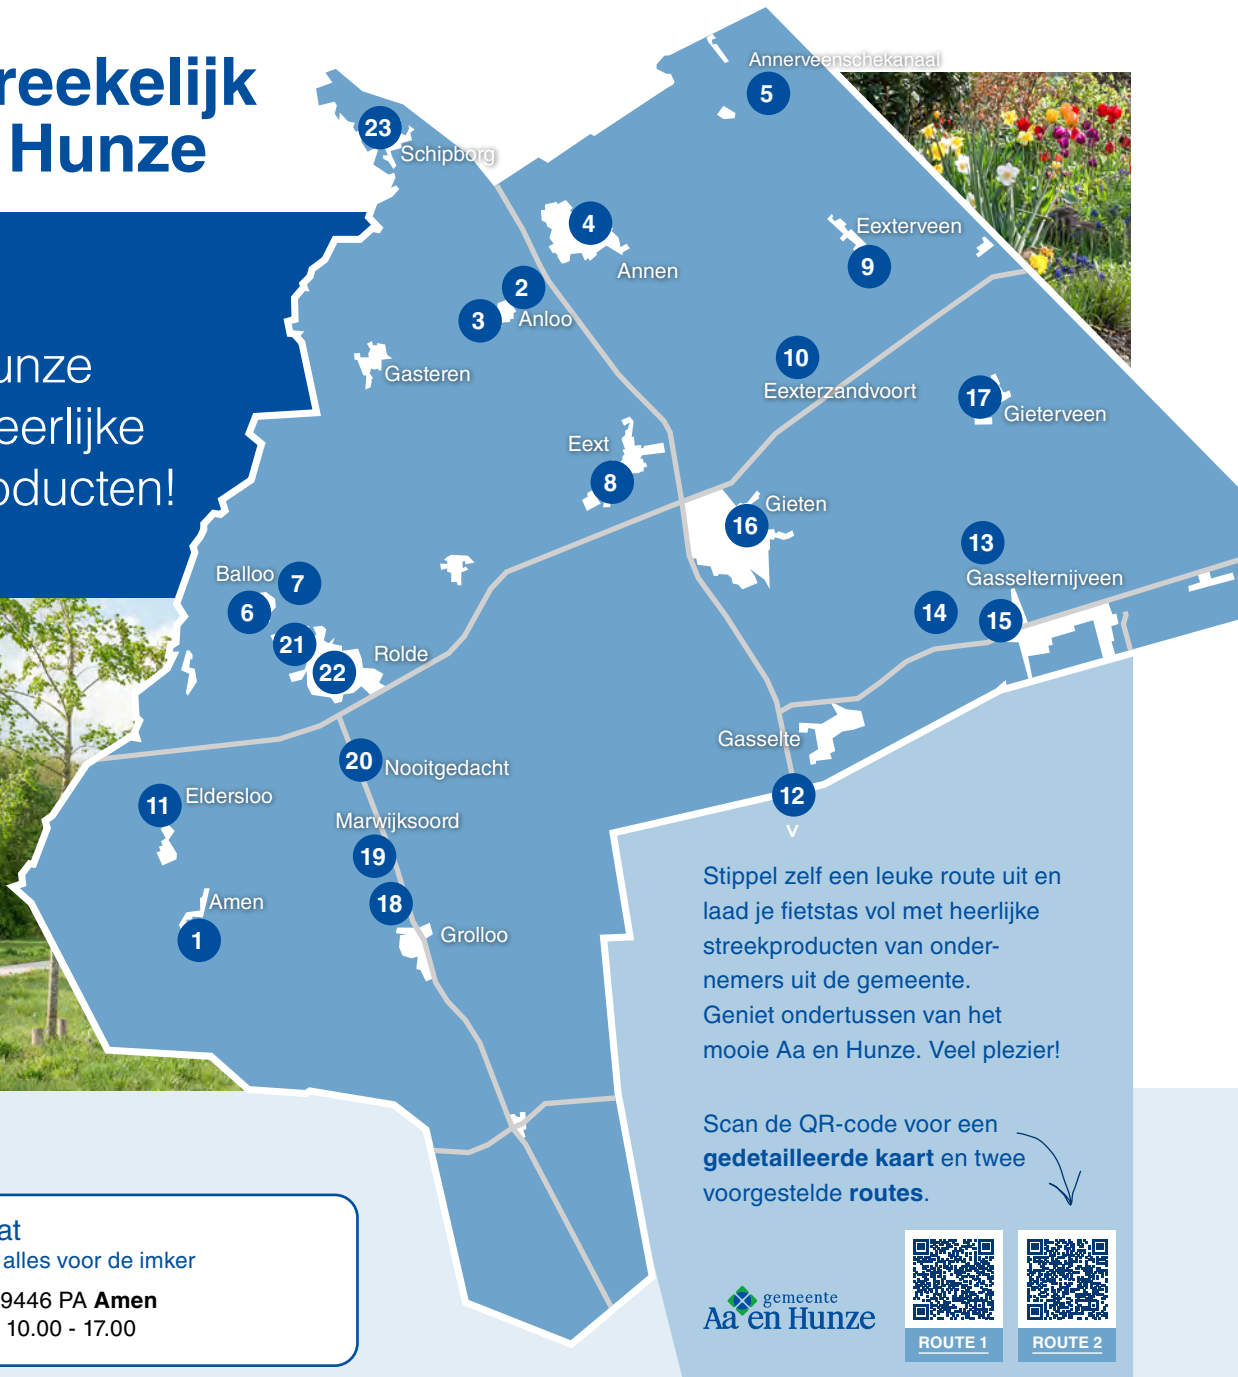 reekelijk
Hunze
unze
eerlijke
oducten!
Annerveenschekanaal
5
23
Schipborg
4
Annen
Eexterveen
9
2
3
Anloo
Gasteren
10
Eexterzandvoort
17
Gieterveen
Eext
8
Gieten
16
13
Gasselternijveen
14
15
Balloo
7
6
21
22
Rolde
Gasselte
12
20
Nooitgedacht
11
Eldersloo
Marwijksoord
19
18
Grolloo
Amen
1
Stippel zelf een leuke route uit en
laad je fietstas vol met heerlijke
streekproducten van onder-
nemers uit de gemeente.
Geniet ondertussen van het
mooie Aa en Hunze. Veel plezier!
Scan de QR-code voor een
gedetailleerde kaart en twee
voorgestelde routes.
gemeente
Aa en Hunze
ROUTE 1
ROUTE 2
at
alles voor de imker
9446 PA Amen
10.00 - 17.00